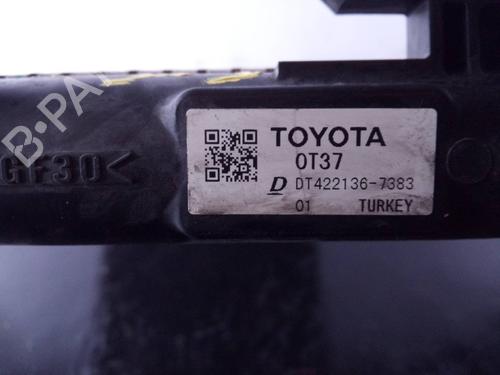 B-PA
GF30<
TOYOTA
0T37
D DT422136-7383
01 TURKEY